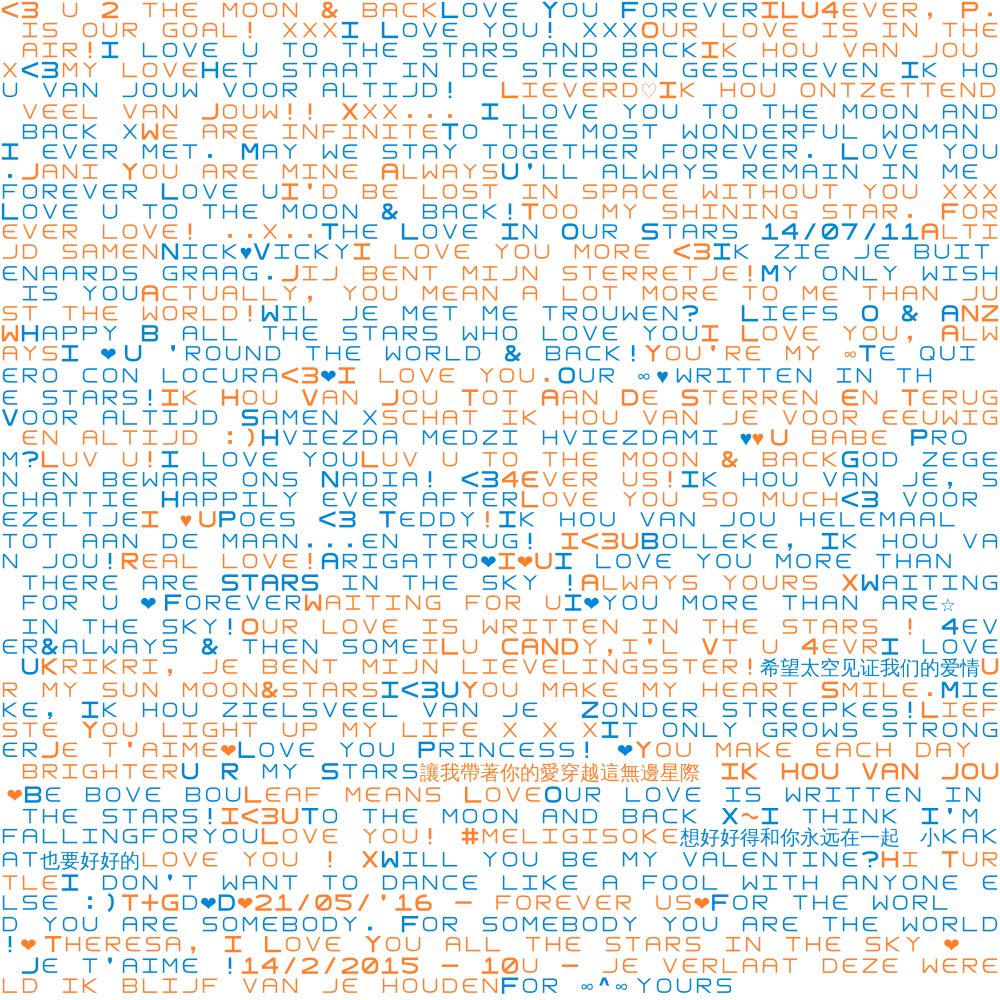 <3 U 2 THE MOON & BACKLOVE YOU FOREVERILU4EVER, P.
IS OUR GOAL! XXXI LOVE YOU! XXXOUR LOVE IS IN THE
AIR!I LOVE U TO THE STARS AND BACKIK HOU VAN JOU
X<3MY LOVEHET STAAT IN DE STERREN GESCHREVEN IK HO
U VAN JOUW VOOR ALTIJD!  LIEVERD♡IK HOU ONTZETTEND
VEEL VAN JOUW!! XXX... I LOVE YOU TO THE MOON AND
BACK XWE ARE INFINITETO THE MOST WONDERFUL WOMAN
I EVER MET. MAY WE STAY TOGETHER FOREVER. LOVE YOU
.JANI YOU ARE MINE ALWAYSU'LL ALWAYS REMAIN IN ME
FOREVER LOVE UI'D BE LOST IN SPACE WITHOUT YOU XXX
LOVE U TO THE MOON & BACK!TOO MY SHINING STAR. FOR
EVER LOVE! ..X..THE LOVE IN OUR STARS 14/07/11ALTI
JD SAMENNICK♥VICKYI LOVE YOU MORE <3IK ZIE JE BUIT
ENAARDS GRAAG.JIJ BENT MIJN STERRETJE!MY ONLY WISH
IS YOUACTUALLY, YOU MEAN A LOT MORE TO ME THAN JU
ST THE WORLD!WIL JE MET ME TROUWEN?  LIEFS O & ANZ
WHAPPY B ALL THE STARS WHO LOVE YOUI LOVE YOU, ALW
AYSI ❤U 'ROUND THE WORLD & BACK!YOU'RE MY ∞TE QUI
ERO CON LOCURA<3❤I LOVE YOU.OUR ∞♥WRITTEN IN TH
E STARS!IK HOU VAN JOU TOT AAN DE STERREN EN TERUG
VOOR ALTIJD SAMEN XSCHAT IK HOU VAN JE VOOR EEUWIG
EN ALTIJD :)HVIEZDA MEDZI HVIEZDAMI ♥♥U BABE PRO
M?LUV U!I LOVE YOULUV U TO THE MOON & BACKGOD ZEGE
N EN BEWAAR ONS NADIA! <34EVER US!IK HOU VAN JE, S
CHATTIE HAPPILY EVER AFTERLOVE YOU SO MUCH<3 VOOR
EZELTJEI ♥UPOES <3 TEDDY!IK HOU VAN JOU HELEMAAL
TOT AAN DE MAAN...EN TERUG! I<3UBOLLEKE, IK HOU VA
N JOU!REAL LOVE!ARIGATTO❤I❤UI LOVE YOU MORE THAN
THERE ARE STARS IN THE SKY !ALWAYS YOURS XWAITING
FOR U ❤FOREVERWAITING FOR UI❤YOU MORE THAN ARE☆
IN THE SKY!OUR LOVE IS WRITTEN IN THE STARS ! 4EV
ER&ALWAYS & THEN SOMEILU CANDY,I'L VT U 4EVRI LOVE
UKRIKRI, JE BENT MIJN LIEVELINGSSTER!希望太空见证我们的爱情U
R MY SUN MOON&STARSI<3UYOU MAKE MY HEART SMILE.MIE
KE, IK HOU ZIELSVEEL VAN JE  ZONDER STREEPKES!LIEF
STE YOU LIGHT UP MY LIFE X X XIT ONLY GROWS STRONG
ERJE T'AIME❤LOVE YOU PRINCESS! ❤YOU MAKE EACH DAY
BRIGHTERU R MY STARS讓我帶著你的愛穿越這無邊星際 IK HOU VAN JOU
❤BE BOVE BOULEAF MEANS LOVEOUR LOVE IS WRITTEN IN
THE STARS!I<3UTO THE MOON AND BACK X~I THINK I'M
FALLINGFORYOULOVE YOU! #MELIGISOKE想好好得和你永远在一起 小KAK
AT也要好好的LOVE YOU ! XWILL YOU BE MY VALENTINE?HI TUR
TLEI DON'T WANT TO DANCE LIKE A FOOL WITH ANYONE E
LSE :)T+GD❤D❤21/05/'16 – FOREVER US❤FOR THE WORL
D YOU ARE SOMEBODY. FOR SOMEBODY YOU ARE THE WORLD
!❤THERESA, I LOVE YOU ALL THE STARS IN THE SKY ❤
JE T'AIME !14/2/2015 – 10U – JE VERLAAT DEZE WERE
LD IK BLIJF VAN JE HOUDENFOR ∞^∞YOURS